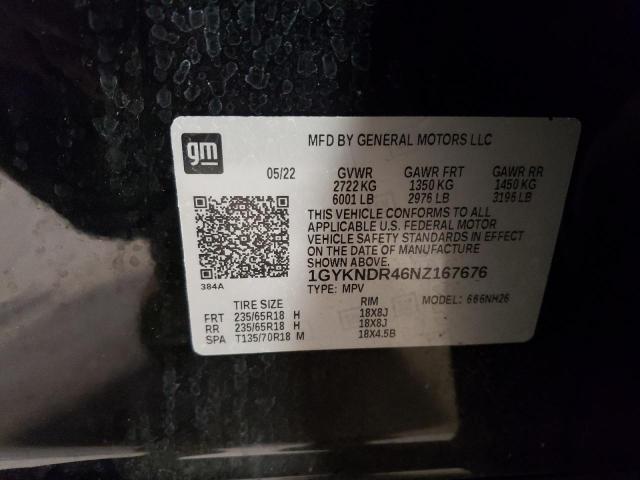 gm
MFD BY GENERAL MOTORS LLC
05/22 GVWR GAWR FRT GAWR RR
2722 KG 1350 KG 1450 KG
6001 LB 2976 LB 3196 LB
THIS VEHICLE CONFORMS TO ALL
APPLICABLE U.S. FEDERAL MOTOR
VEHICLE SAFETY STANDARDS IN EFFECT
ON THE DATE OF MANUFACTURE
SHOWN ABOVE.
384A
1GYKNDR46NZ167676
TYPE: MPV MODEL: 6L6NH26
TIRE SIZE RIM
FRT 235/65R18 H 18X8J
RR 235/65R18 H 18X8J
SPA T135/70R18 M 18X4.5B